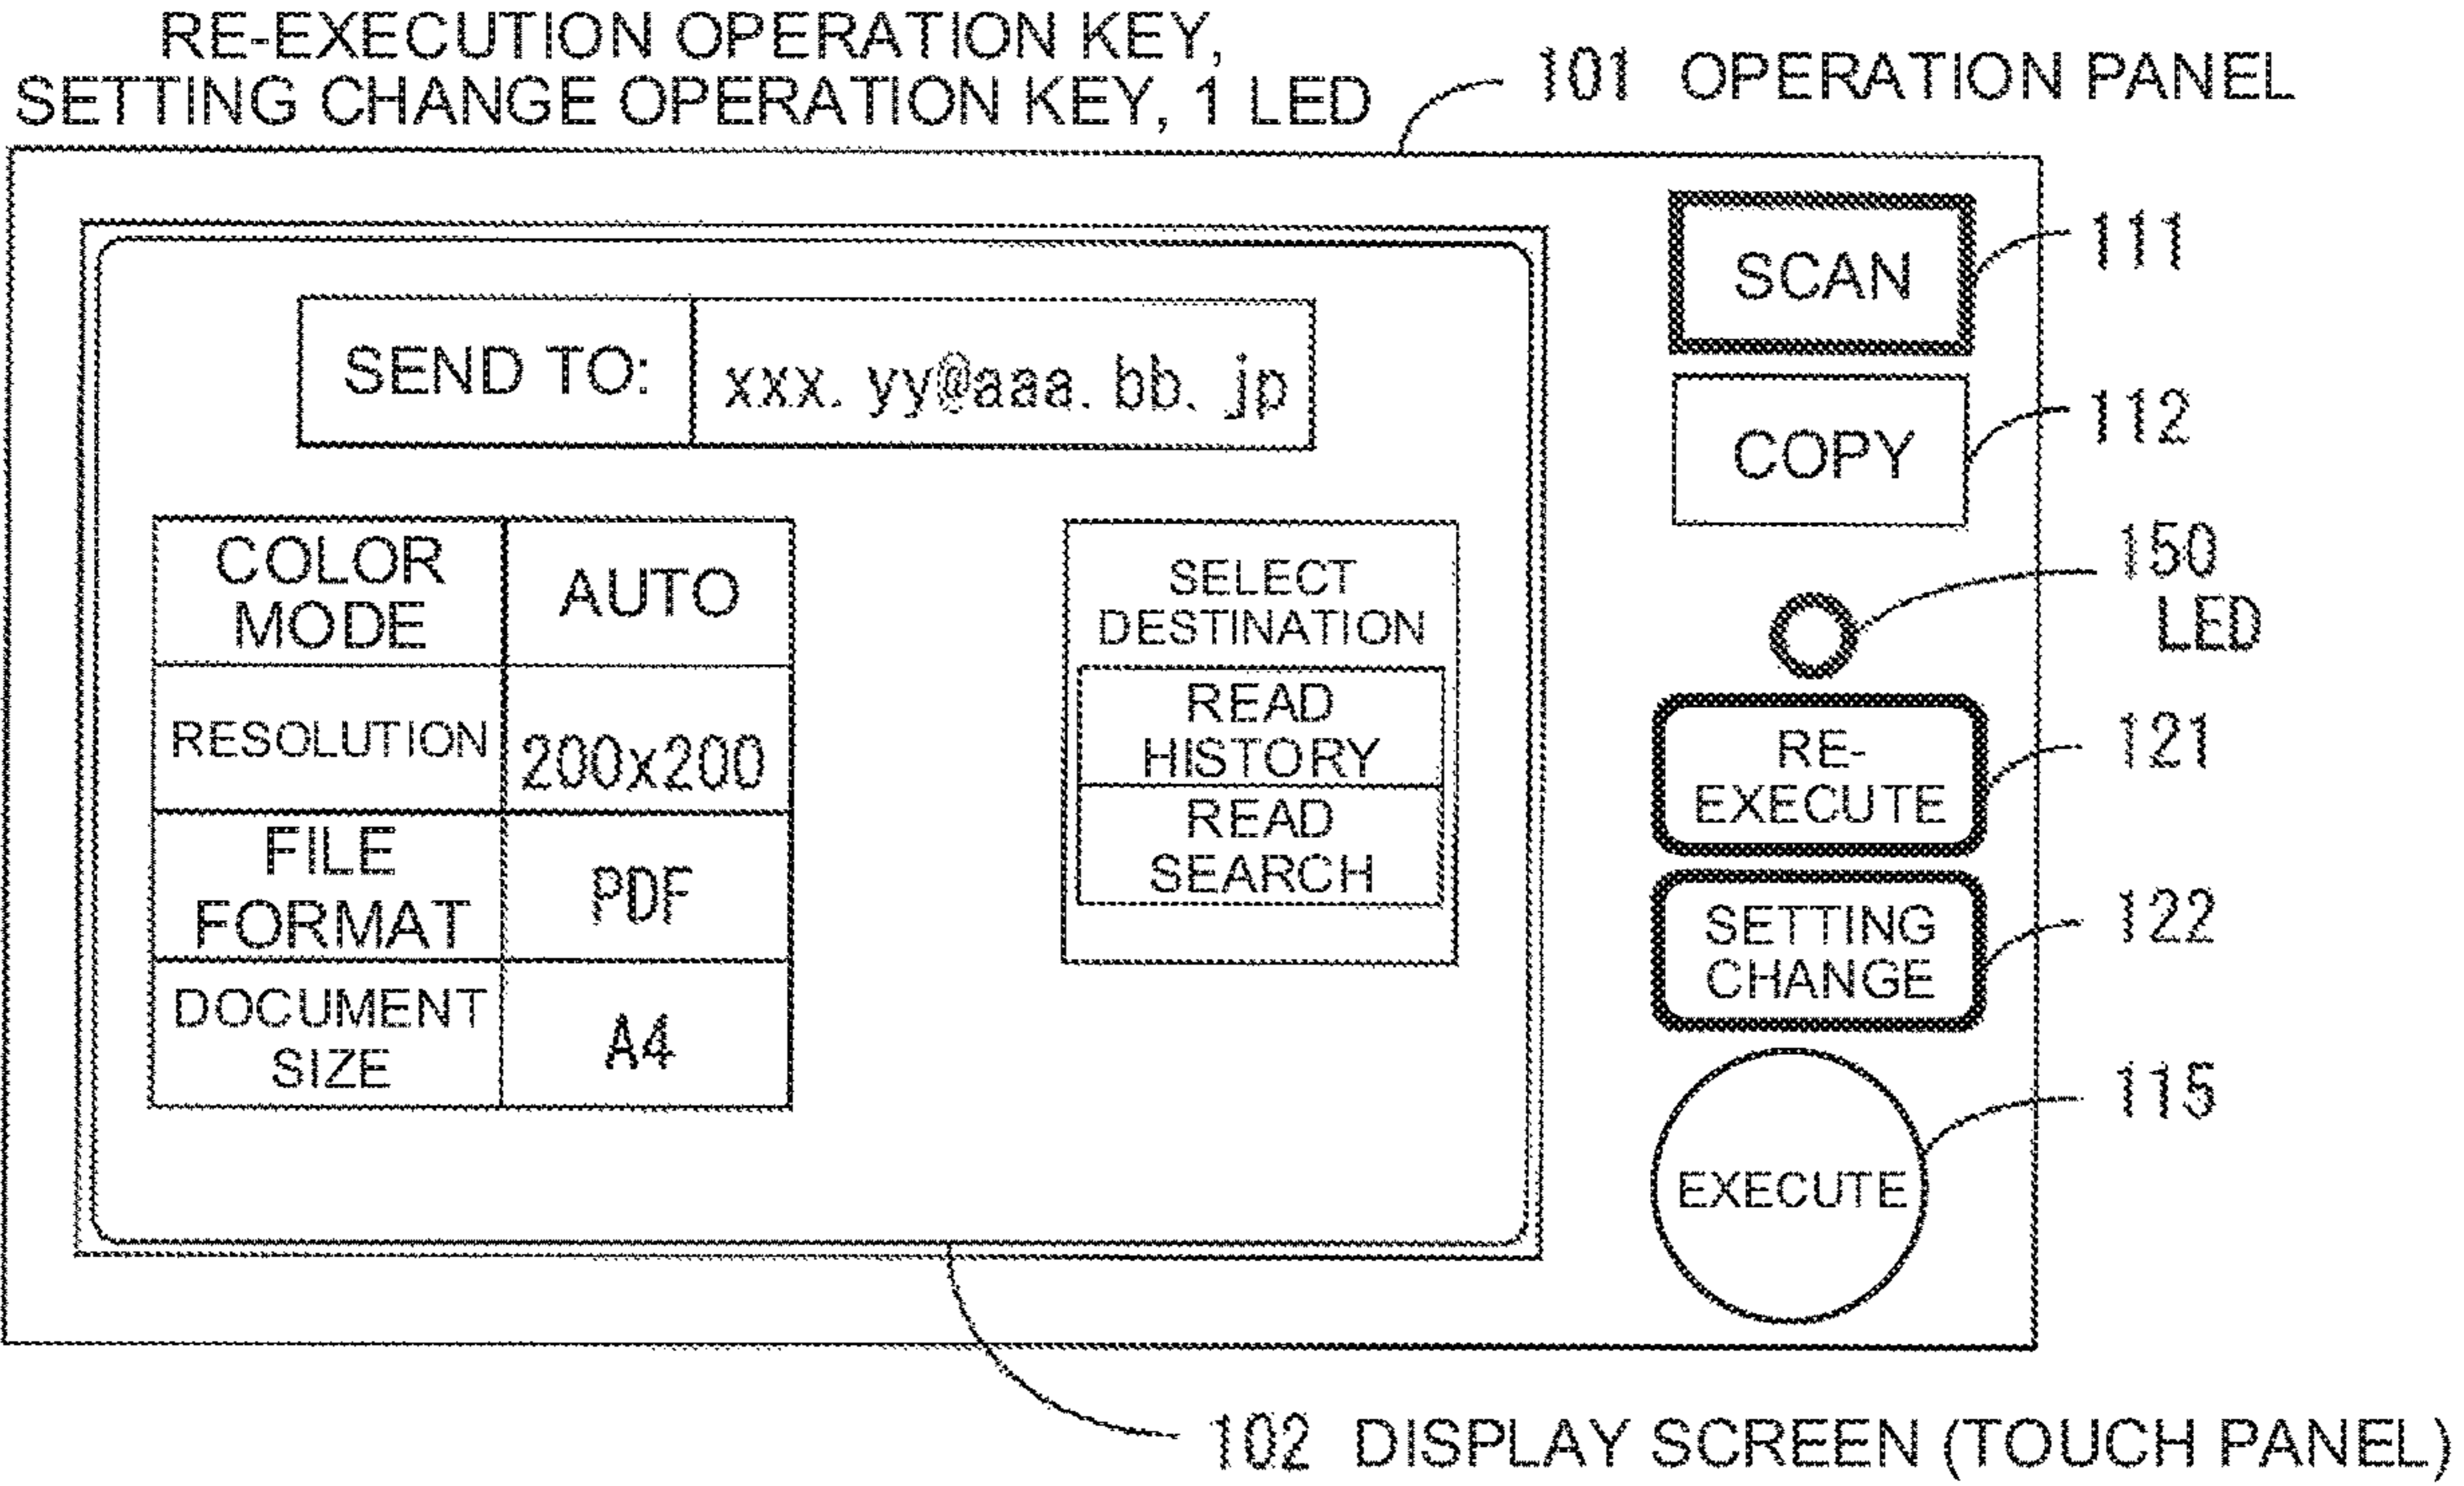 RE-EXECUTION OPERATION KEY,
SETTING CHANGE OPERATION KEY, 1 LED
101 OPERATION PANEL
SCAN
111
SEND TO: xxx. yy@aaa. bb. jp
COPY
112
150
LED
COLOR
MODE
AUTO
RESOLUTION
200x200
FILE
FORMAT
PDF
DOCUMENT
SIZE
A4
SELECT
DESTINATION
READ
HISTORY
READ
SEARCH
RE-
EXECUTE
121
SETTING
CHANGE
122
EXECUTE
115
102 DISPLAY SCREEN (TOUCH PANEL)